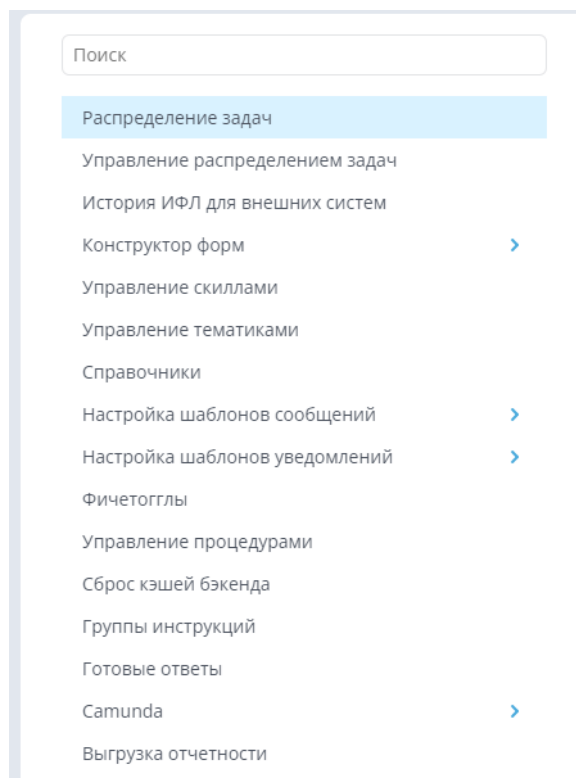 Поиск
Распределение задач
Управление распределением задач
История ИФЛ для внешних систем
Конструктор форм
Управление скиллами
Управление тематиками
Справочники
Настройка шаблонов сообщений
Настройка шаблонов уведомлений
Фичетогглы
Управление процедурами
Сброс кэшей бэкенда
Группы инструкций
Готовые ответы
Camunda
Выгрузка отчетности